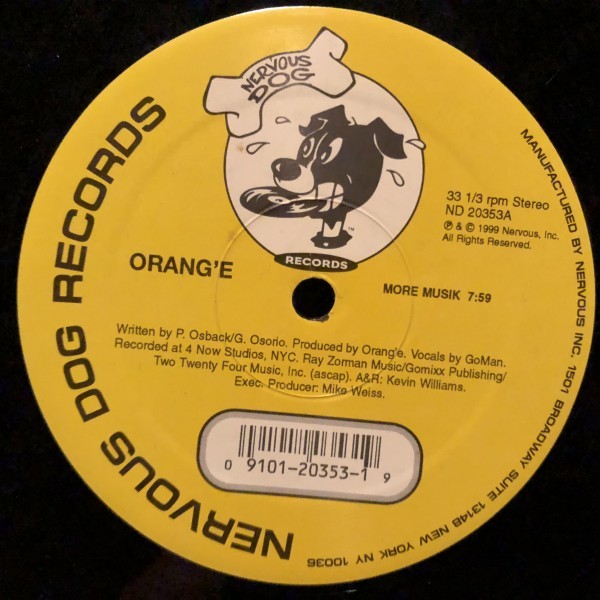 NERVOUS
DOG
RECORDS
NERVOUS DOG RECORDS
33 1/3 rpm Stereo
ND 20353A
℗ & © 1999 Nervous, Inc.
All Rights Reserved.
ORANG'E
MORE MUSIK 7:59
Written by P. Osback/G. Osorio. Produced by Orang'e. Vocals by GoMan.
Recorded at 4 Now Studios, NYC. Ray Zorman Music/Gomixx Publishing/
Two Twenty Four Music, Inc. (ascap). A&R: Kevin Williams.
Exec. Producer: Mike Weiss.
0 9101-20353-1 9
MANUFACTURED BY NERVOUS INC. 1501 BROADWAY SUITE 1314B NEW YORK NY 10036
TM